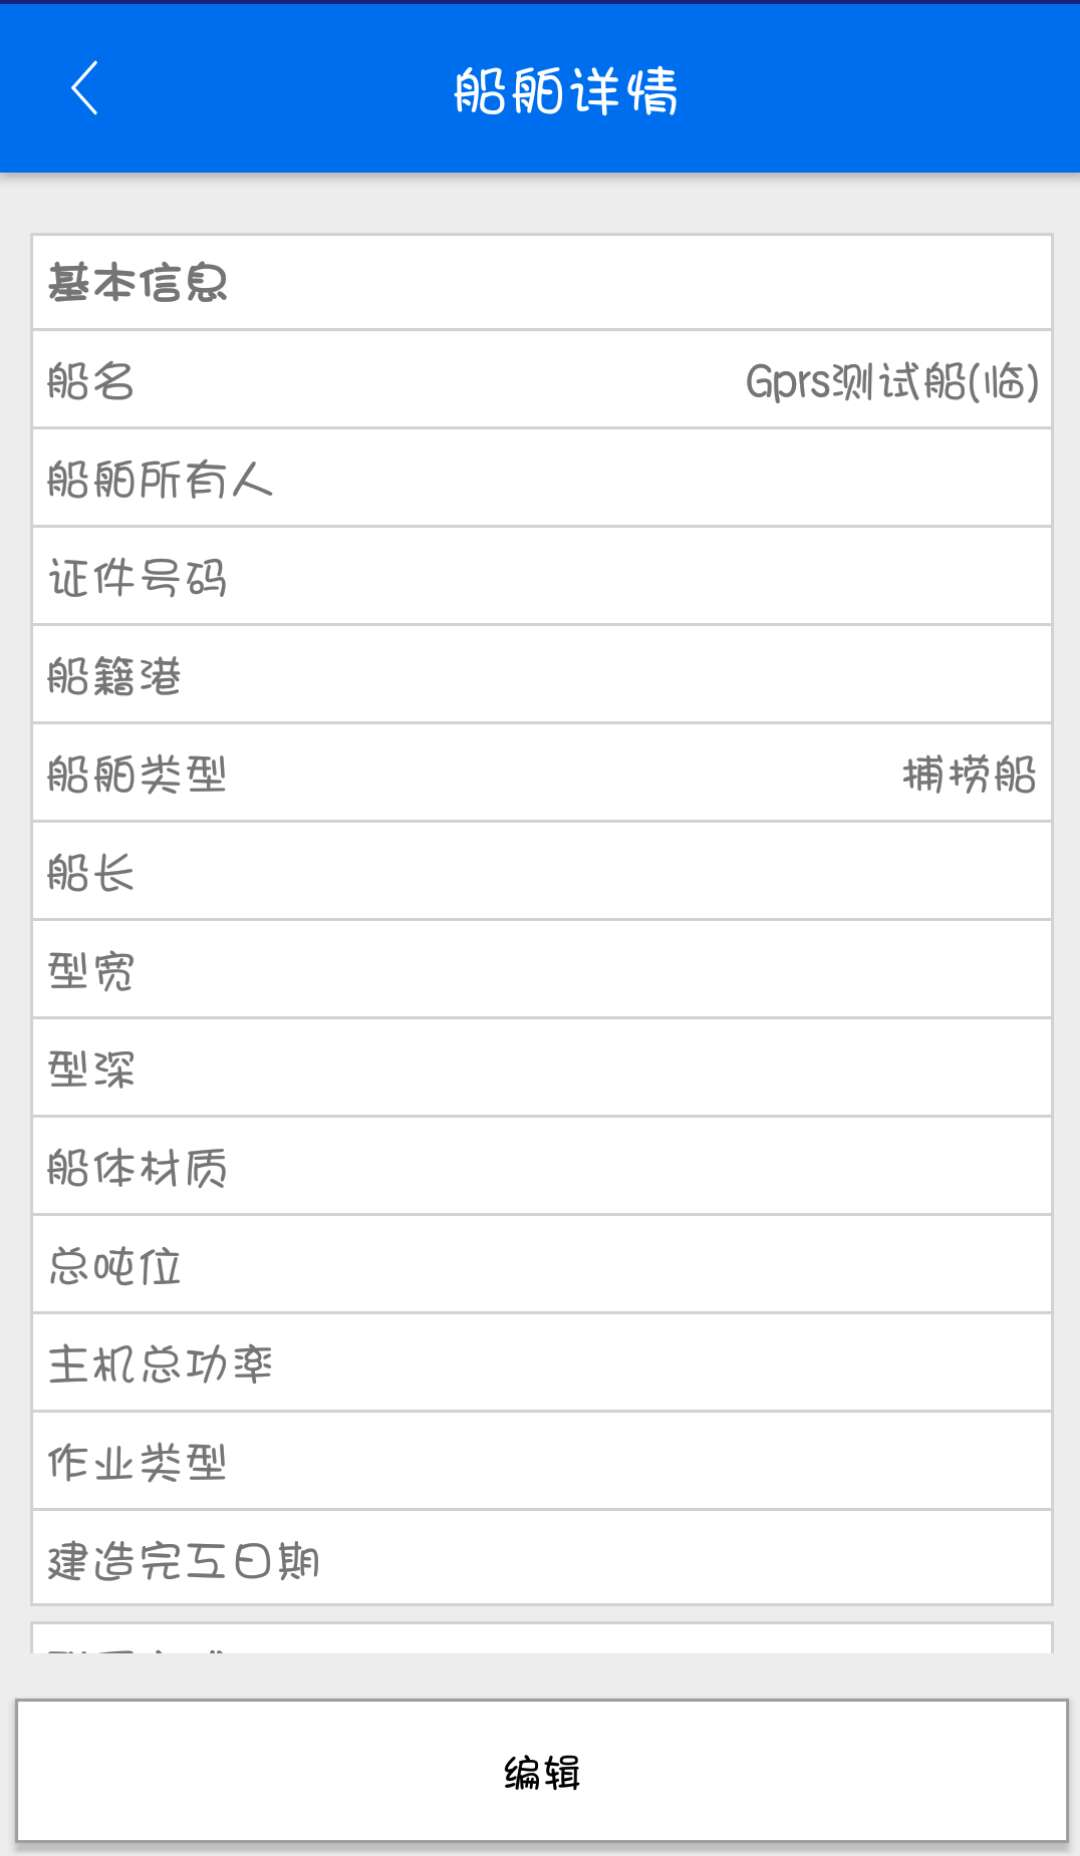 船舶详情
基本信息
船名 Gprs测试船(临)
船舶所有人
证件号码
船籍港
船舶类型 捕捞船
船长
型宽
型深
船体材质
总吨位
主机总功率
作业类型
建造完工日期
编辑